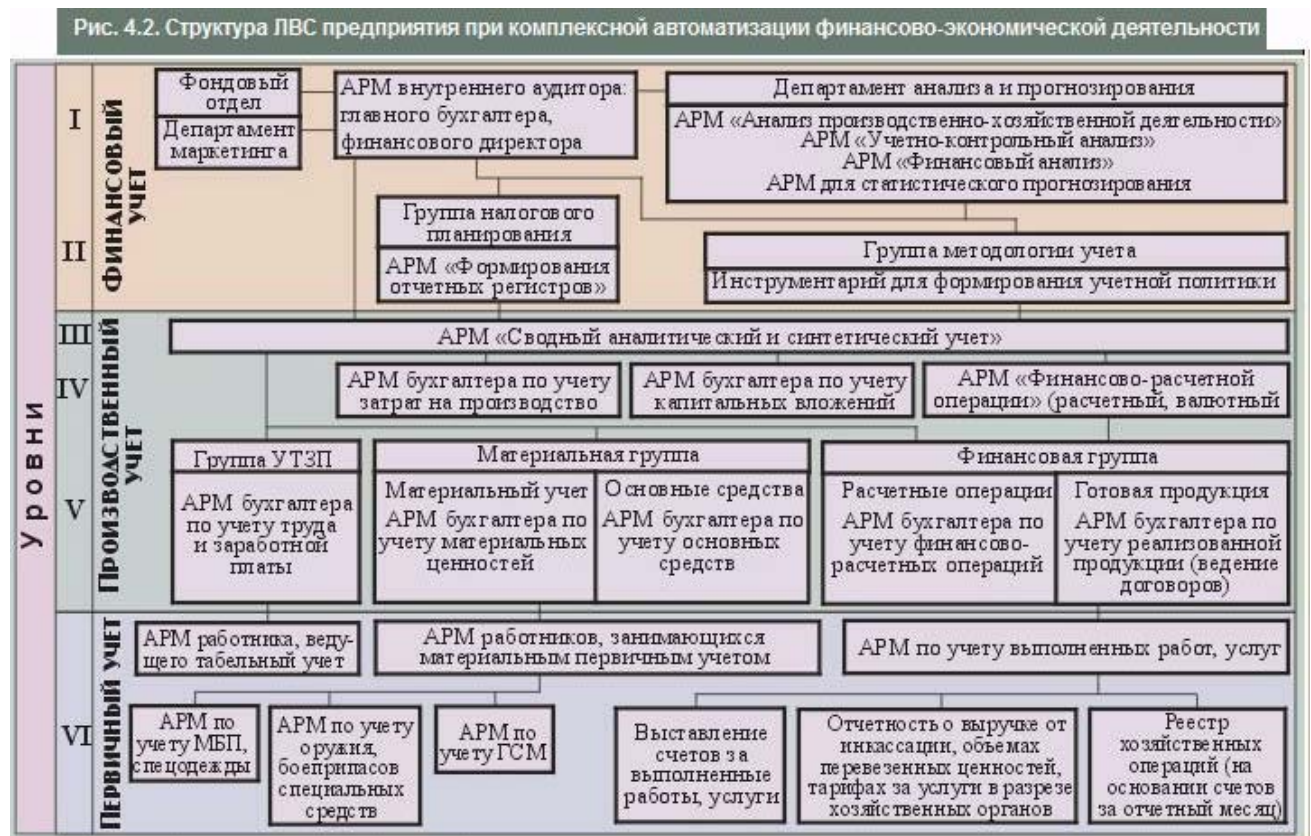 Рис. 4.2. Структура ЛВС предприятия при комплексной автоматизации финансово-экономической деятельности
Уровни
I
II
ФИНАНСОВЫЙ
УЧЕТ
Фондовый
отдел
Департамент
маркетинга
АРМ внутреннего аудитора:
главного бухгалтера,
финансового директора
Департамент анализа и прогнозирования
АРМ «Анализ производственно-хозяйственной деятельности»
АРМ «Учетно-контрольный анализ»
АРМ «Финансовый анализ»
АРМ для статистического прогнозирования
Группа налогового
планирования
АРМ «Формирования
отчетных регистров»
Группа методологии учета
Инструментарий для формирования учетной политики
III
IV
V
Производственный
учет
АРМ «Сводный аналитический и синтетический учет»
АРМ бухгалтера по учету
затрат на производство
АРМ бухгалтера по учету
капитальных вложений
АРМ «Финансово-расчетной
операции» (расчетный, валютный
Группа УТЗП
АРМ бухгалтера
по учету труда
и заработной
платы
Материальная группа
Материальный учет
АРМ бухгалтера по
учету материальных
ценностей
Основные средства
АРМ бухгалтера по
учету основных
средств
Финансовая группа
Расчетные операции
АРМ бухгалтера по
учету финансово-
расчетных операций
Готовая продукция
АРМ бухгалтера по
учету реализованной
продукции (ведение
договоров)
VI
Первичный учет
АРМ работника, веду-
щего табельный учет
АРМ работников, занимающихся
материальным первичным учетом
АРМ по учету выполненных работ, услуг
АРМ по
учету МБП,
спецодежды
АРМ по учету
оружия,
боеприпасов
специальных
средств
АРМ по
учету ГСМ
Выставление
счетов за
выполненные
работы, услуги
Отчетность о выручке от
инкассации, объемах
перевезенных ценностей,
тарифах за услуги в разрезе
хозяйственных органов
Реестр
хозяйственных
операций (на
основании счетов
за отчетный месяц)